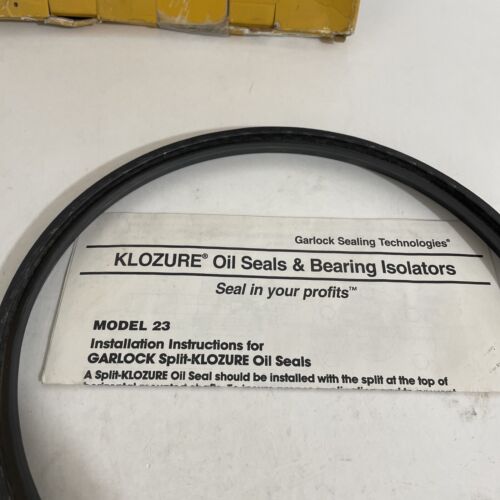 Garlock Sealing Technologies®
KLOZURE® Oil Seals & Bearing Isolators
Seal in your profits™
MODEL 23
Installation Instructions for
GARLOCK Split-KLOZURE Oil Seals
A Split-KLOZURE Oil Seal should be installed with the split at the top of